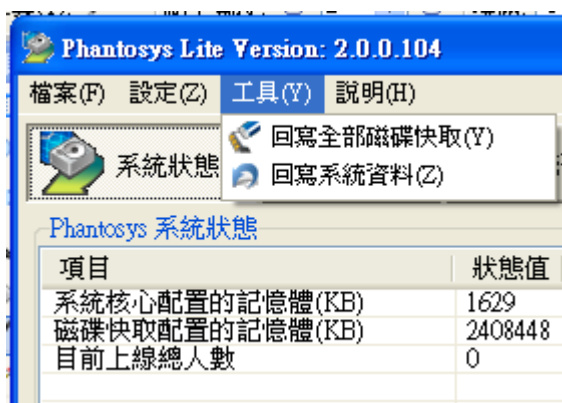 Phantosys Lite Version: 2.0.0.104
檔案(F) 設定(Z) 工具(Y) 說明(H)
回寫全部磁碟快取(Y)
系統狀態
回寫系統資料(Z)
Phantosys 系統狀態
項目 狀態值
系統核心配置的記憶體(KB) 1629
磁碟快取配置的記憶體(KB) 2408448
目前上線總人數 0